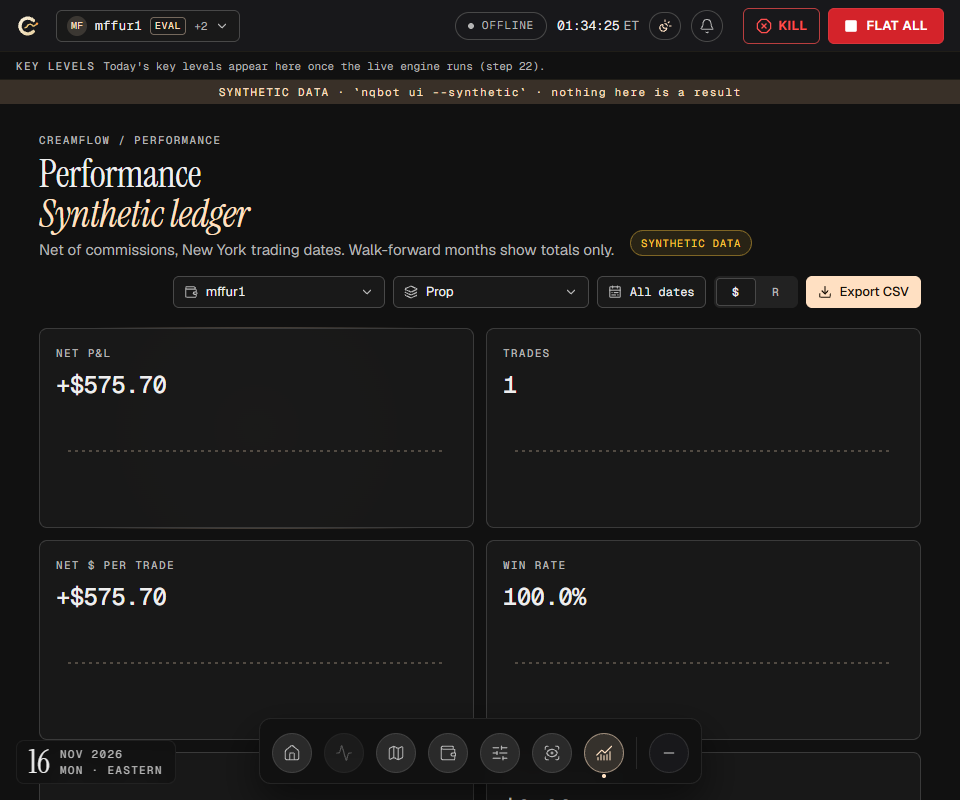 MF mffur1 EVAL +2
OFFLINE
01:34:25 ET
KILL
FLAT ALL
KEY LEVELS Today's key levels appear here once the live engine runs (step 22).
SYNTHETIC DATA · `nqbot ui --synthetic` · nothing here is a result
CREAMFLOW / PERFORMANCE
Performance
Synthetic ledger
Net of commissions, New York trading dates. Walk-forward months show totals only.
SYNTHETIC DATA
mffur1
Prop
All dates
$ R
Export CSV
NET P&L
+$575.70
TRADES
1
NET $ PER TRADE
+$575.70
WIN RATE
100.0%
16 NOV 2026
MON · EASTERN